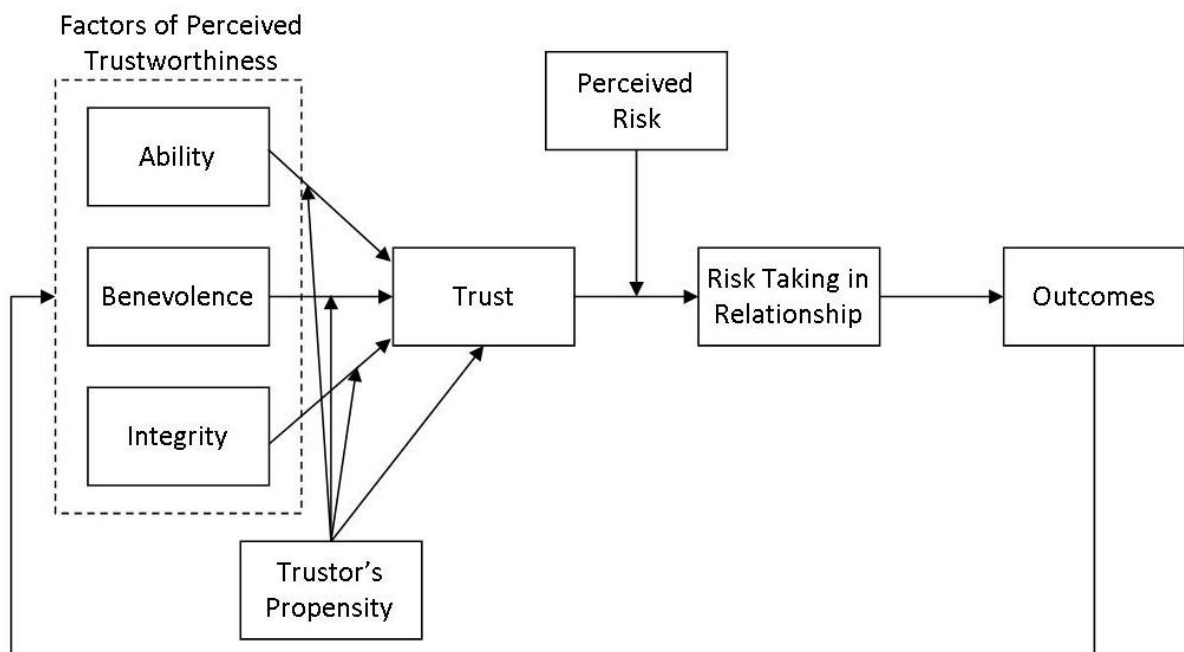 Factors of Perceived
Trustworthiness
Ability
Benevolence
Integrity
Trustor’s
Propensity
Trust
Perceived
Risk
Risk Taking in
Relationship
Outcomes